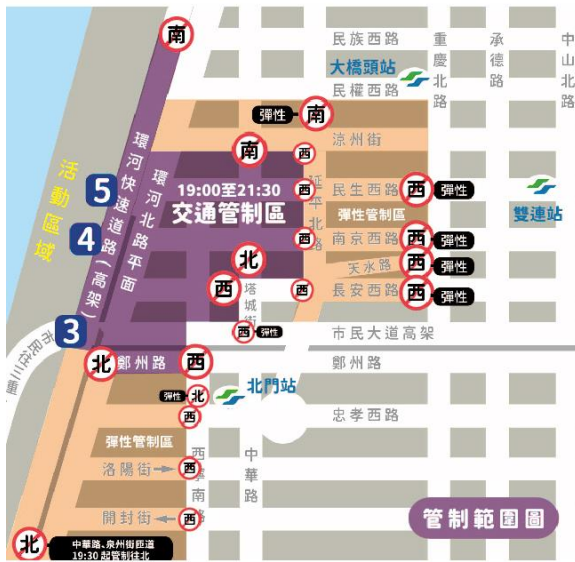 南
民族西路
重慶北路
承德路
中山北路
大橋頭站
民權西路
彈性
南
涼州街
南
西
環河快速道路(高架)
環河北路平面
活動區域
5
4
3
19:00至21:30
交通管制區
西
延平北路
民生西路
西
彈性
雙連站
彈性管制區
西
南京西路
西
彈性
北
天水路
西
彈性
西
塔城街
西
長安西路
西
彈性
西
彈性
市民大道高架
市民往三重
北
鄭州路
西
鄭州路
彈性
北
北門站
西
忠孝西路
彈性管制區
洛陽街
西
西寧南路
中華路
開封街
西
管制範圍圖
北
中華路、泉州街匝道
19:30 起管制往北